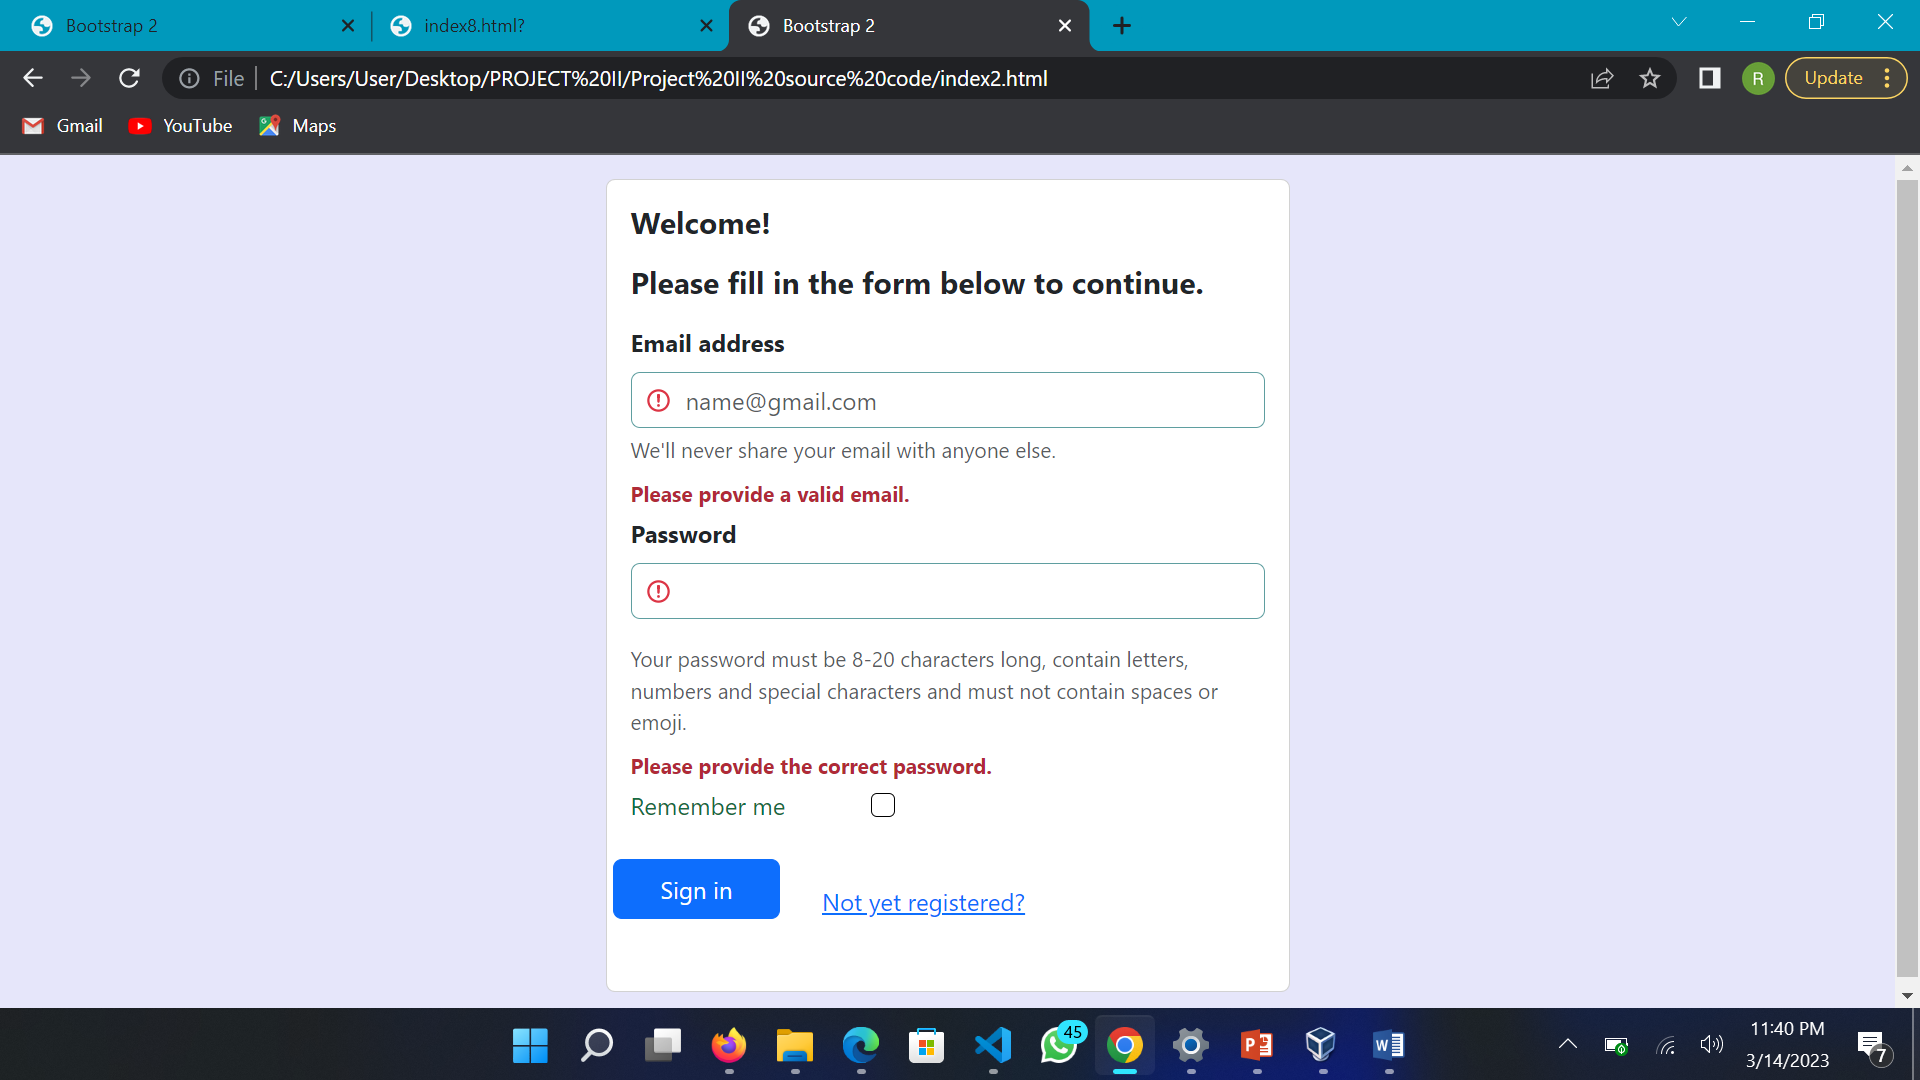 Bootstrap 2
index8.html?
Bootstrap 2
File
C:/Users/User/Desktop/PROJECT%20II/Project%20II%20source%20code/index2.html
R
Update
Gmail
YouTube
Maps
Welcome!
Please fill in the form below to continue.
Email address
name@gmail.com
We'll never share your email with anyone else.
Please provide a valid email.
Password
Your password must be 8-20 characters long, contain letters,
numbers and special characters and must not contain spaces or
emoji.
Please provide the correct password.
Remember me
Sign in
Not yet registered?
45
11:40 PM
3/14/2023
7